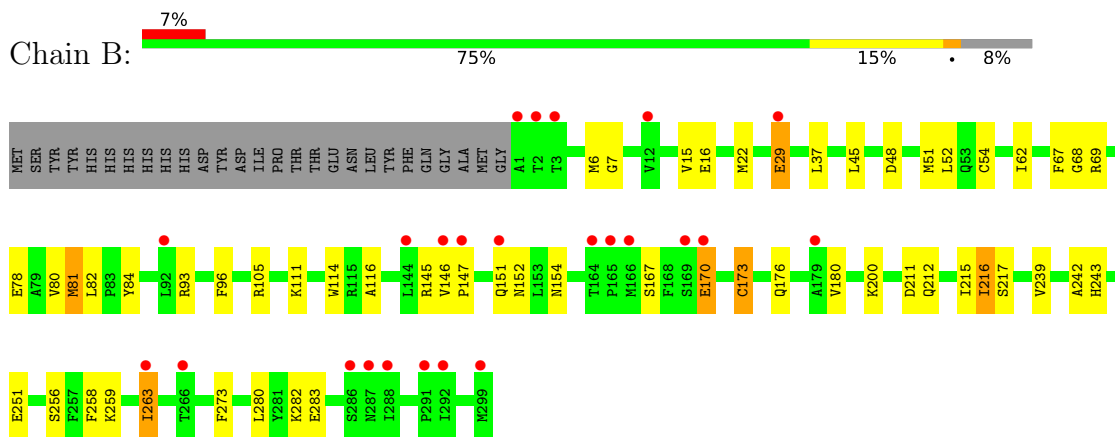 7%
Chain B:
75% 15% • 8%
MET SER TYR TYR HIS HIS HIS HIS HIS HIS ASP TYR ASP ILE PRO THR THR GLU ASN LEU TYR PHE GLN GLY ALA MET GLY A1 T2 T3 M6 G7 V12 V15 E16 M22 E29 L37 L45 D48 M51 L52 Q53 C54 I62 F67 G68 R69
E78 A79 V80 M81 L82 P83 Y84 L92 R93 F96 R105 K111 W114 R115 A116 L144 R145 V146 P147 Q151 N152 L153 N154 T164 P165 M166 S167 F168 S169 E170 C173 Q176 A179 V180 K200 D211 Q212 I215 I216 S217 V239 A242 H243
E251 S256 F257 F258 K259 I263 T266 F273 L280 Y281 K282 E283 S286 N287 I288 P291 I292 M299